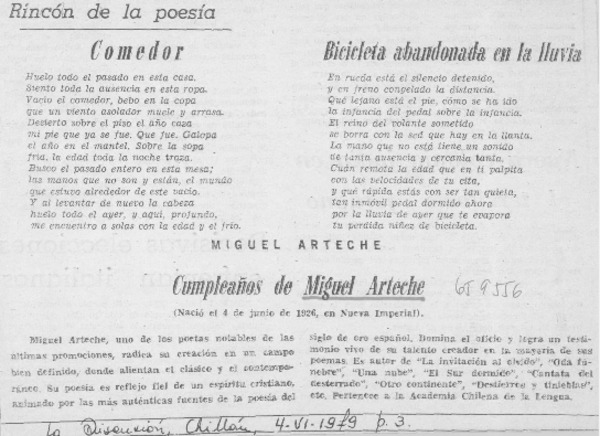 Rincón de la poesía
Comedor
Huelo todo el pasado en esta casa.
Siento toda la ausencia en esta ropa.
Vacío el comedor, bebo en la copa
que un viento asolador muele y arrasa.
Desierto sobre el piso el año casa
mi pie que ya se fue. Que fue. Galopa
el año en el mantel. Sobre la sopa
fría, la edad toda la noche traza.
Busco el pasado entero en esta mesa;
las manos que no son y están, el mundo
que estuvo alrededor de este vacío.
Y al levantar de nuevo la cabeza
huelo todo el ayer, y aquí, profundo,
me encuentro a solas con la edad y el frío.
Bicicleta abandonada en la lluvia
En rueda está el silencio detenido,
y en freno congelado la distancia.
Qué lejana está el pie, cómo se ha ido
la infancia del pedal sobre la infancia.
El reino del volante sometido
se borra con la sed que hay en la llanta.
La mano que no está tiene un sonido
de tanta ausencia y cercanía tanta.
Cuán remota la edad que en ti palpita
con las velocidades de tu cita,
y qué rápida estás con ser tan quieta,
tan inmóvil pedal dormido ahora
por la lluvia de ayer que te evapora
tu perdida niñez de bicicleta.
MIGUEL ARTECHE
Cumpleaños de Miguel Arteche
659556
(Nació el 4 de junio de 1926, en Nueva Imperial).
Miguel Arteche, uno de los poetas notables de las
últimas promociones, radica su creación en un campo
bien definido, donde alientan el clásico y el contempo-
ráneo. Su poesía es reflejo fiel de un espíritu cristiano,
animado por las más auténticas fuentes de la poesía del
siglo de oro español. Domina el oficio y logra un testi-
monio vivo de su talento creador en la mayoría de sus
poemas. Es autor de "La invitación al olvido", "Oda fú-
nebre", "Una nube", "El Sur dormido", "Cantata del
desterrado", "Otro continente", "Destierros y tinieblas",
etc. Pertenece a la Academia Chilena de la Lengua.
La Discusión, Chillán, 4-VI-1979 p. 3.